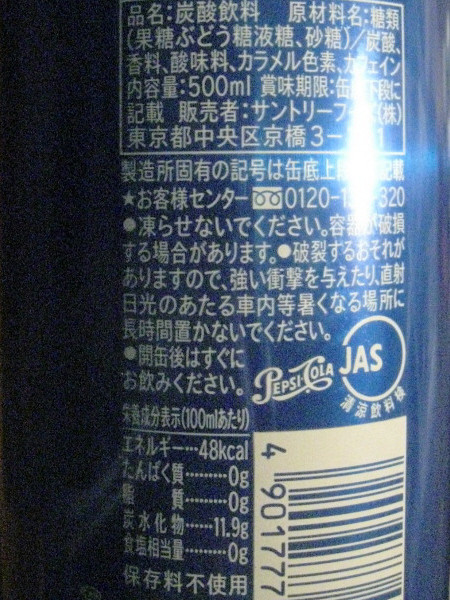 品名:炭酸飲料 原材料名:糖類
(果糖ぶどう糖液糖、砂糖)/炭酸、
香料、酸味料、カラメル色素、カフェイン
内容量:500ml 賞味期限:缶底下段に
記載 販売者:サントリーフーズ(株)
東京都中央区京橋3-
製造所固有の記号は缶底上段に記載
★お客様センター 0120-
●凍らせないでください。容器が破損
する場合があります。●破裂するおそれが
ありますので、強い衝撃を与えたり、直射
日光のあたる車内等暑くなる場所に
長時間置かないでください。
●開缶後はすぐに
お飲みください。
PEPSI-COLA
JAS
清涼飲料検
栄養成分表示(100mlあたり)
エネルギー…48kcal
たんぱく質………0g
脂 質………0g
炭水化物……11.9g
食塩相当量………0g
保存料不使用
4 901777